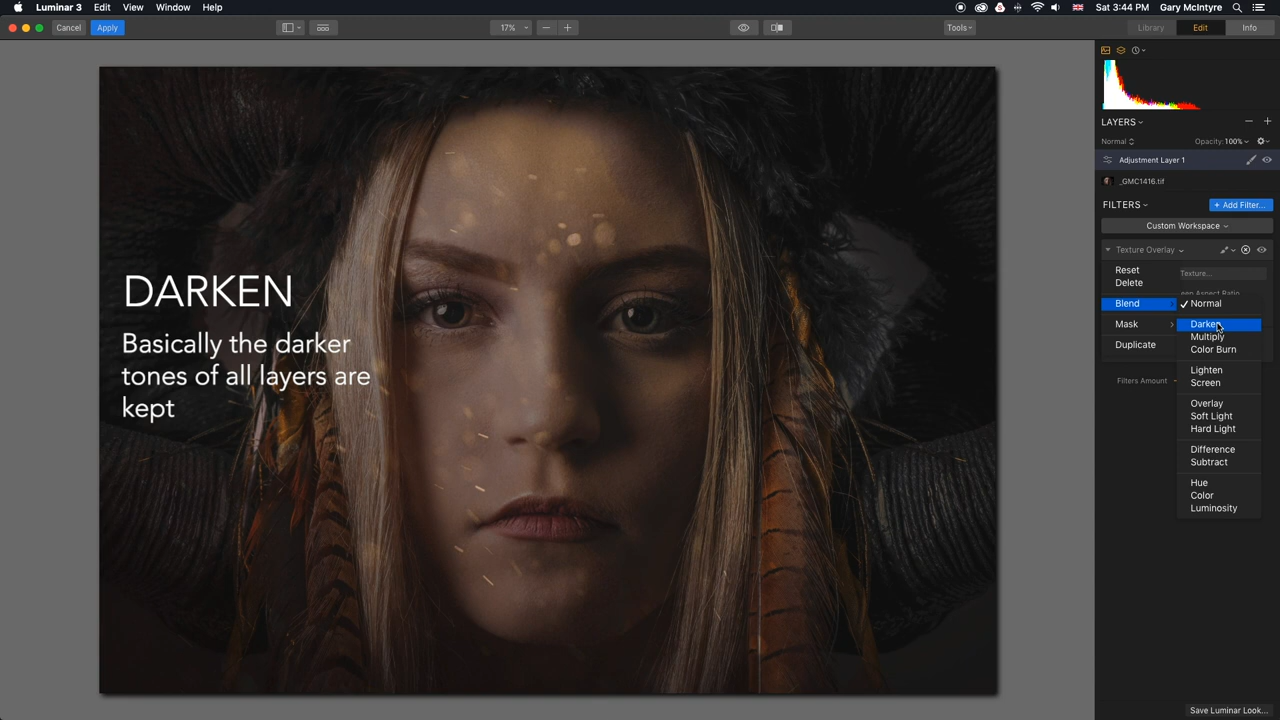 Luminar 3 Edit View Window Help Sat 3:44 PM Gary McIntyre
Cancel Apply 17% Tools Library Edit Info
LAYERS
Normal Opacity: 100%
Adjustment Layer 1
_GMC1416.tif
FILTERS + Add Filter...
Custom Workspace
Texture Overlay
Reset Texture...
Delete
Blend Normal
Mask Darken
Multiply
Duplicate Color Burn
Lighten
Filters Amount Screen
Overlay
Soft Light
Hard Light
Difference
Subtract
Hue
Color
Luminosity
Save Luminar Look...
DARKEN
Basically the darker
tones of all layers are
kept